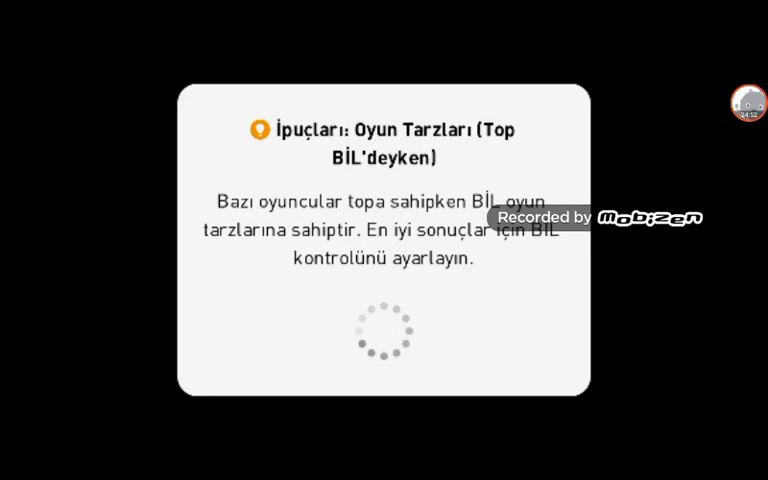 İpuçları: Oyun Tarzları (Top
BİL'deyken)
Bazı oyuncular topa sahipken BİL oyun
tarzlarına sahiptir. En iyi sonuçlar için BİL
kontrolünü ayarlayın.
Recorded by mobizen
24:52